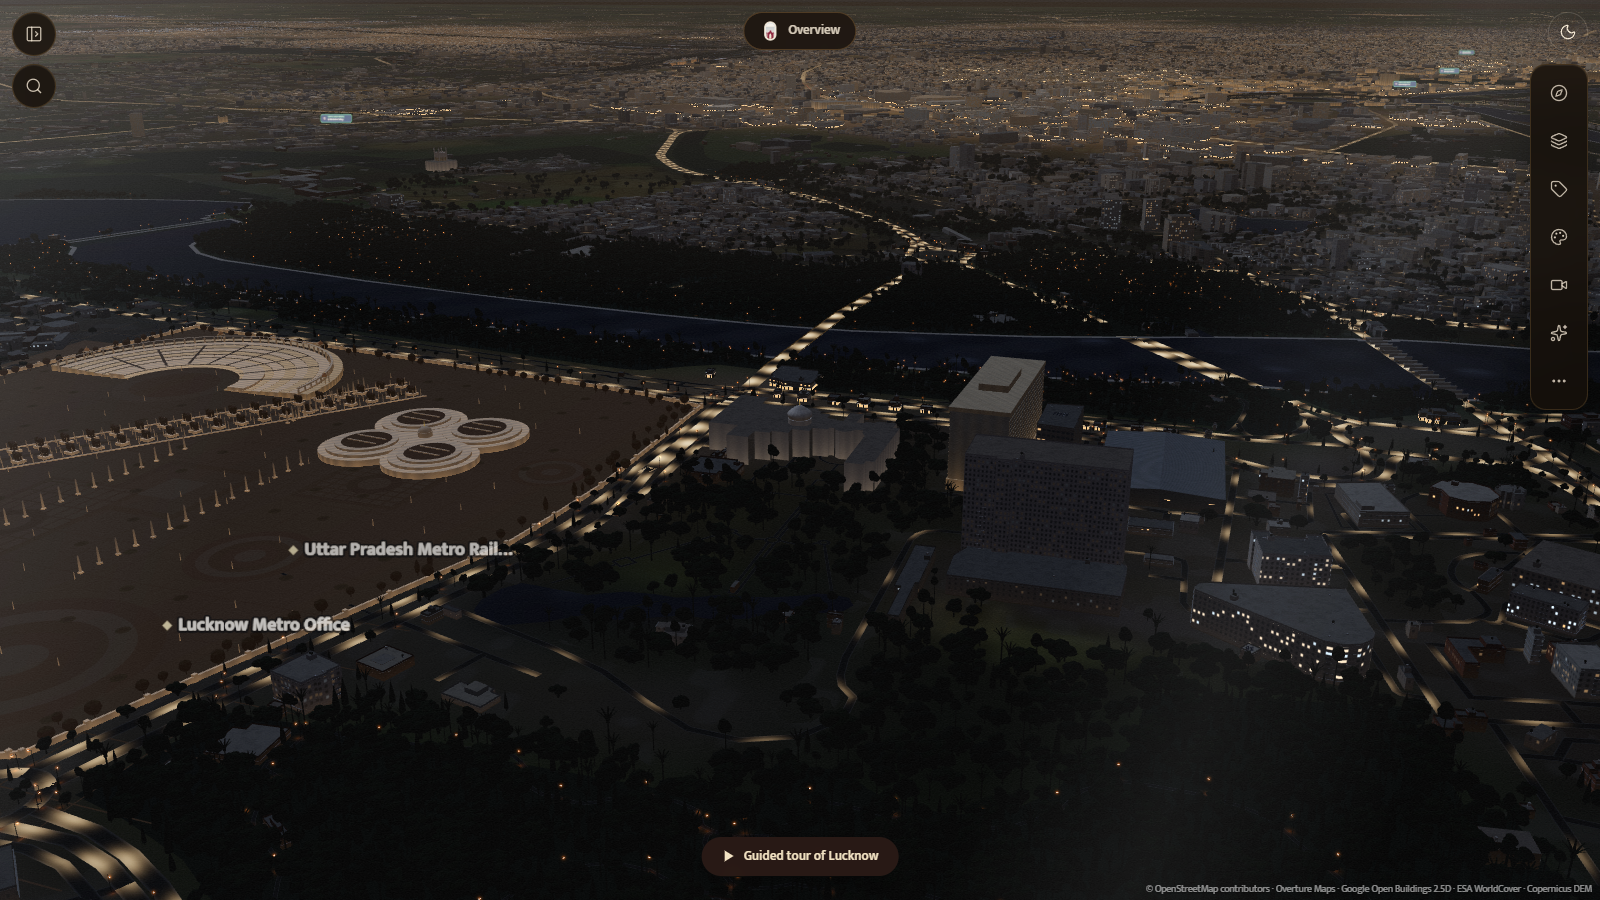 Overview
Uttar Pradesh Metro Rail...
Lucknow Metro Office
Guided tour of Lucknow
© OpenStreetMap contributors · Overture Maps · Google Open Buildings 2.5D · ESA WorldCover · Copernicus DEM